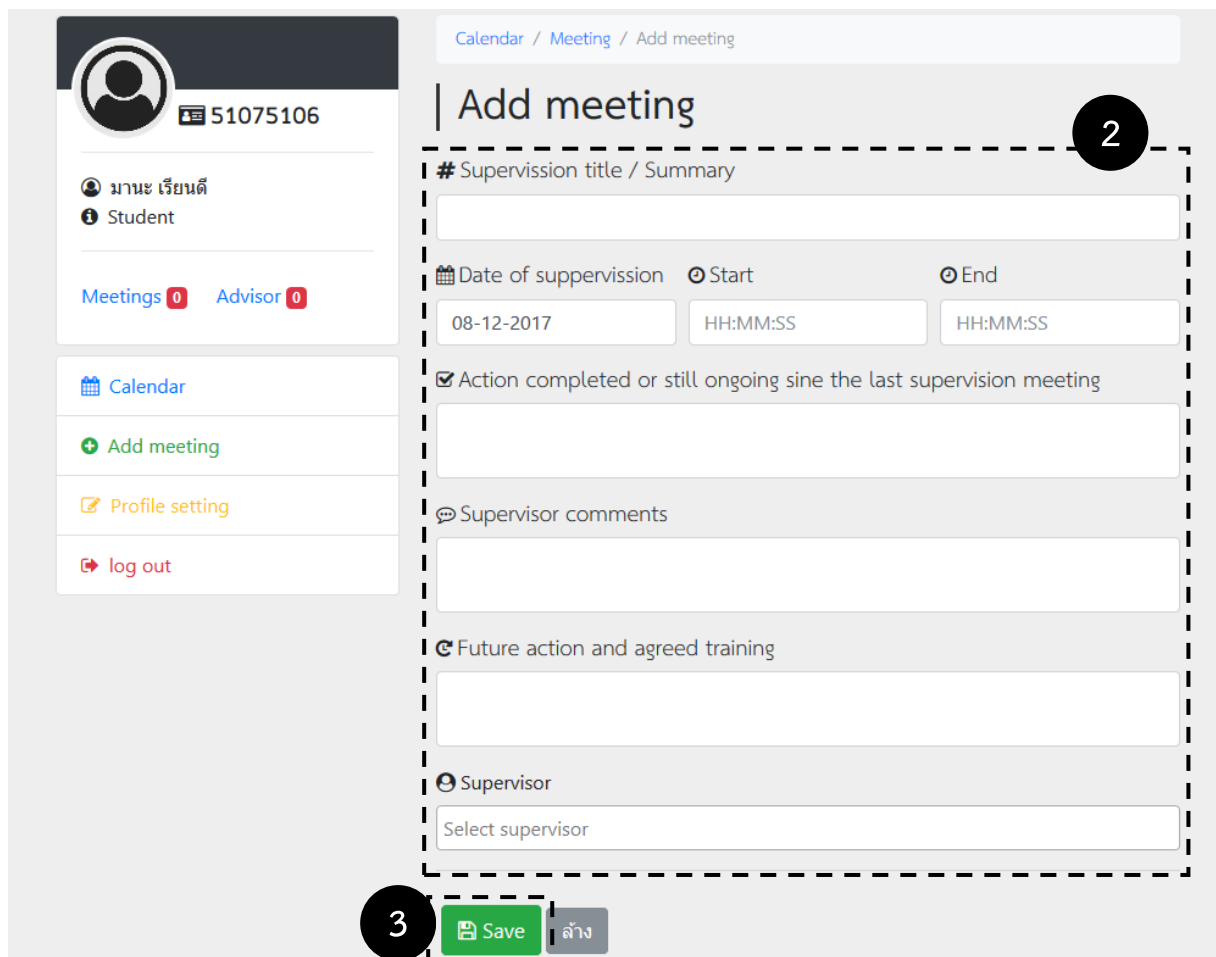 51075106
มานะ เรียนดี
Student
Meetings 0 Advisor 0
Calendar
Add meeting
Profile setting
log out
Calendar / Meeting / Add meeting
Add meeting
2
# Supervission title / Summary
Date of suppervission Start End
08-12-2017 HH:MM:SS HH:MM:SS
Action completed or still ongoing sine the last supervision meeting
Supervisor comments
Future action and agreed training
Supervisor
Select supervisor
3
Save ล้าง